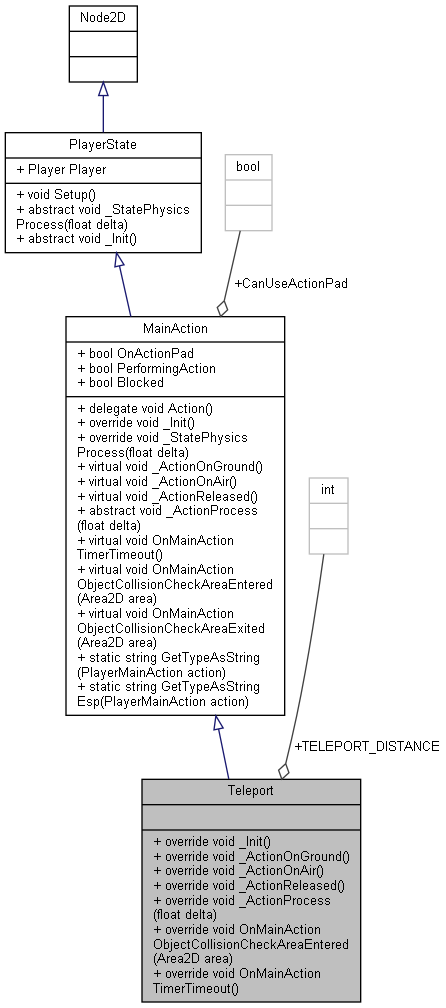 Node2D
PlayerState
+ Player Player
+ void Setup()
+ abstract void _StatePhysics
Process(float delta)
+ abstract void _Init()
bool
+CanUseActionPad
MainAction
+ bool OnActionPad
+ bool PerformingAction
+ bool Blocked
+ delegate void Action()
+ override void _Init()
+ override void _StatePhysics
Process(float delta)
+ virtual void _ActionOnGround()
+ virtual void _ActionOnAir()
+ virtual void _ActionReleased()
+ abstract void _ActionProcess
(float delta)
+ virtual void OnMainAction
TimerTimeout()
+ virtual void OnMainAction
ObjectCollisionCheckAreaEntered
(Area2D area)
+ virtual void OnMainAction
ObjectCollisionCheckAreaExited
(Area2D area)
+ static string GetTypeAsString
(PlayerMainAction action)
+ static string GetTypeAsString
Esp(PlayerMainAction action)
int
+TELEPORT_DISTANCE
Teleport
+ override void _Init()
+ override void _ActionOnGround()
+ override void _ActionOnAir()
+ override void _ActionReleased()
+ override void _ActionProcess
(float delta)
+ override void OnMainAction
ObjectCollisionCheckAreaEntered
(Area2D area)
+ override void OnMainAction
TimerTimeout()